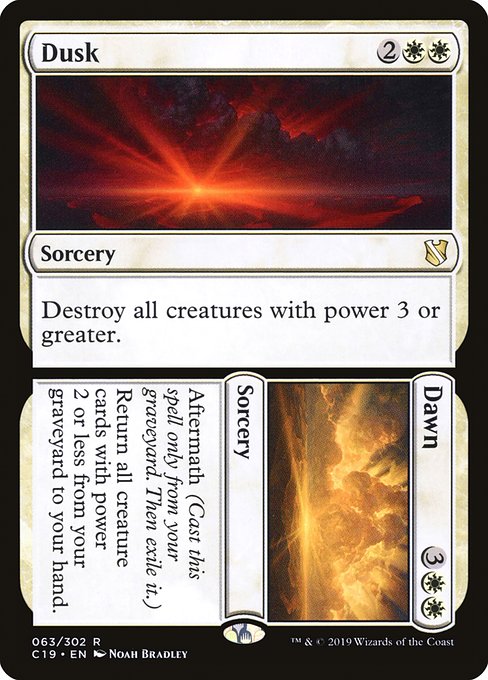 Dusk
2
Sorcery
Destroy all creatures with power 3 or
greater.
Dawn
3
Sorcery
Aftermath (Cast this
spell only from your
graveyard. Then exile it.)
Return all creature
cards with power
2 or less from your
graveyard to your hand.
063/302 R
C19 • EN Noah Bradley
™ & © 2019 Wizards of the Coast